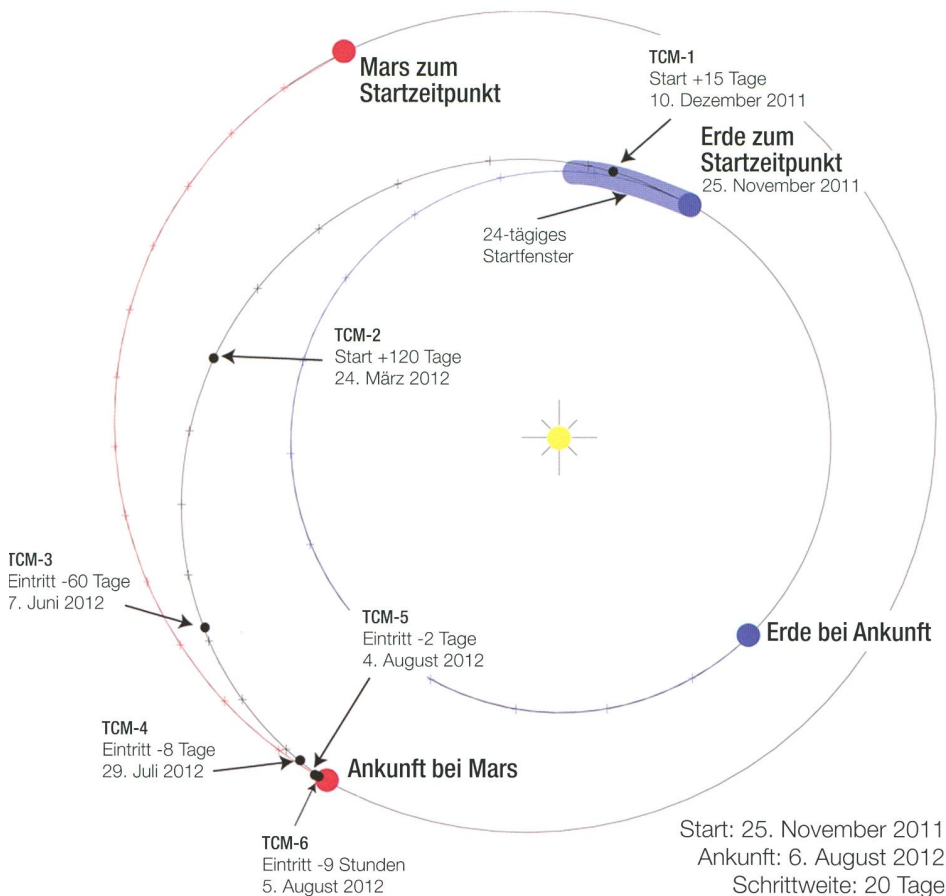 Mars zum
Startzeitpunkt
TCM-1
Start +15 Tage
10. Dezember 2011
Erde zum
Startzeitpunkt
25. November 2011
24-tägiges
Startfenster
TCM-2
Start +120 Tage
24. März 2012
TCM-3
Eintritt -60 Tage
7. Juni 2012
TCM-5
Eintritt -2 Tage
4. August 2012
Erde bei Ankunft
TCM-4
Eintritt -8 Tage
29. Juli 2012
Ankunft bei Mars
TCM-6
Eintritt -9 Stunden
5. August 2012
Start: 25. November 2011
Ankunft: 6. August 2012
Schrittweite: 20 Tage